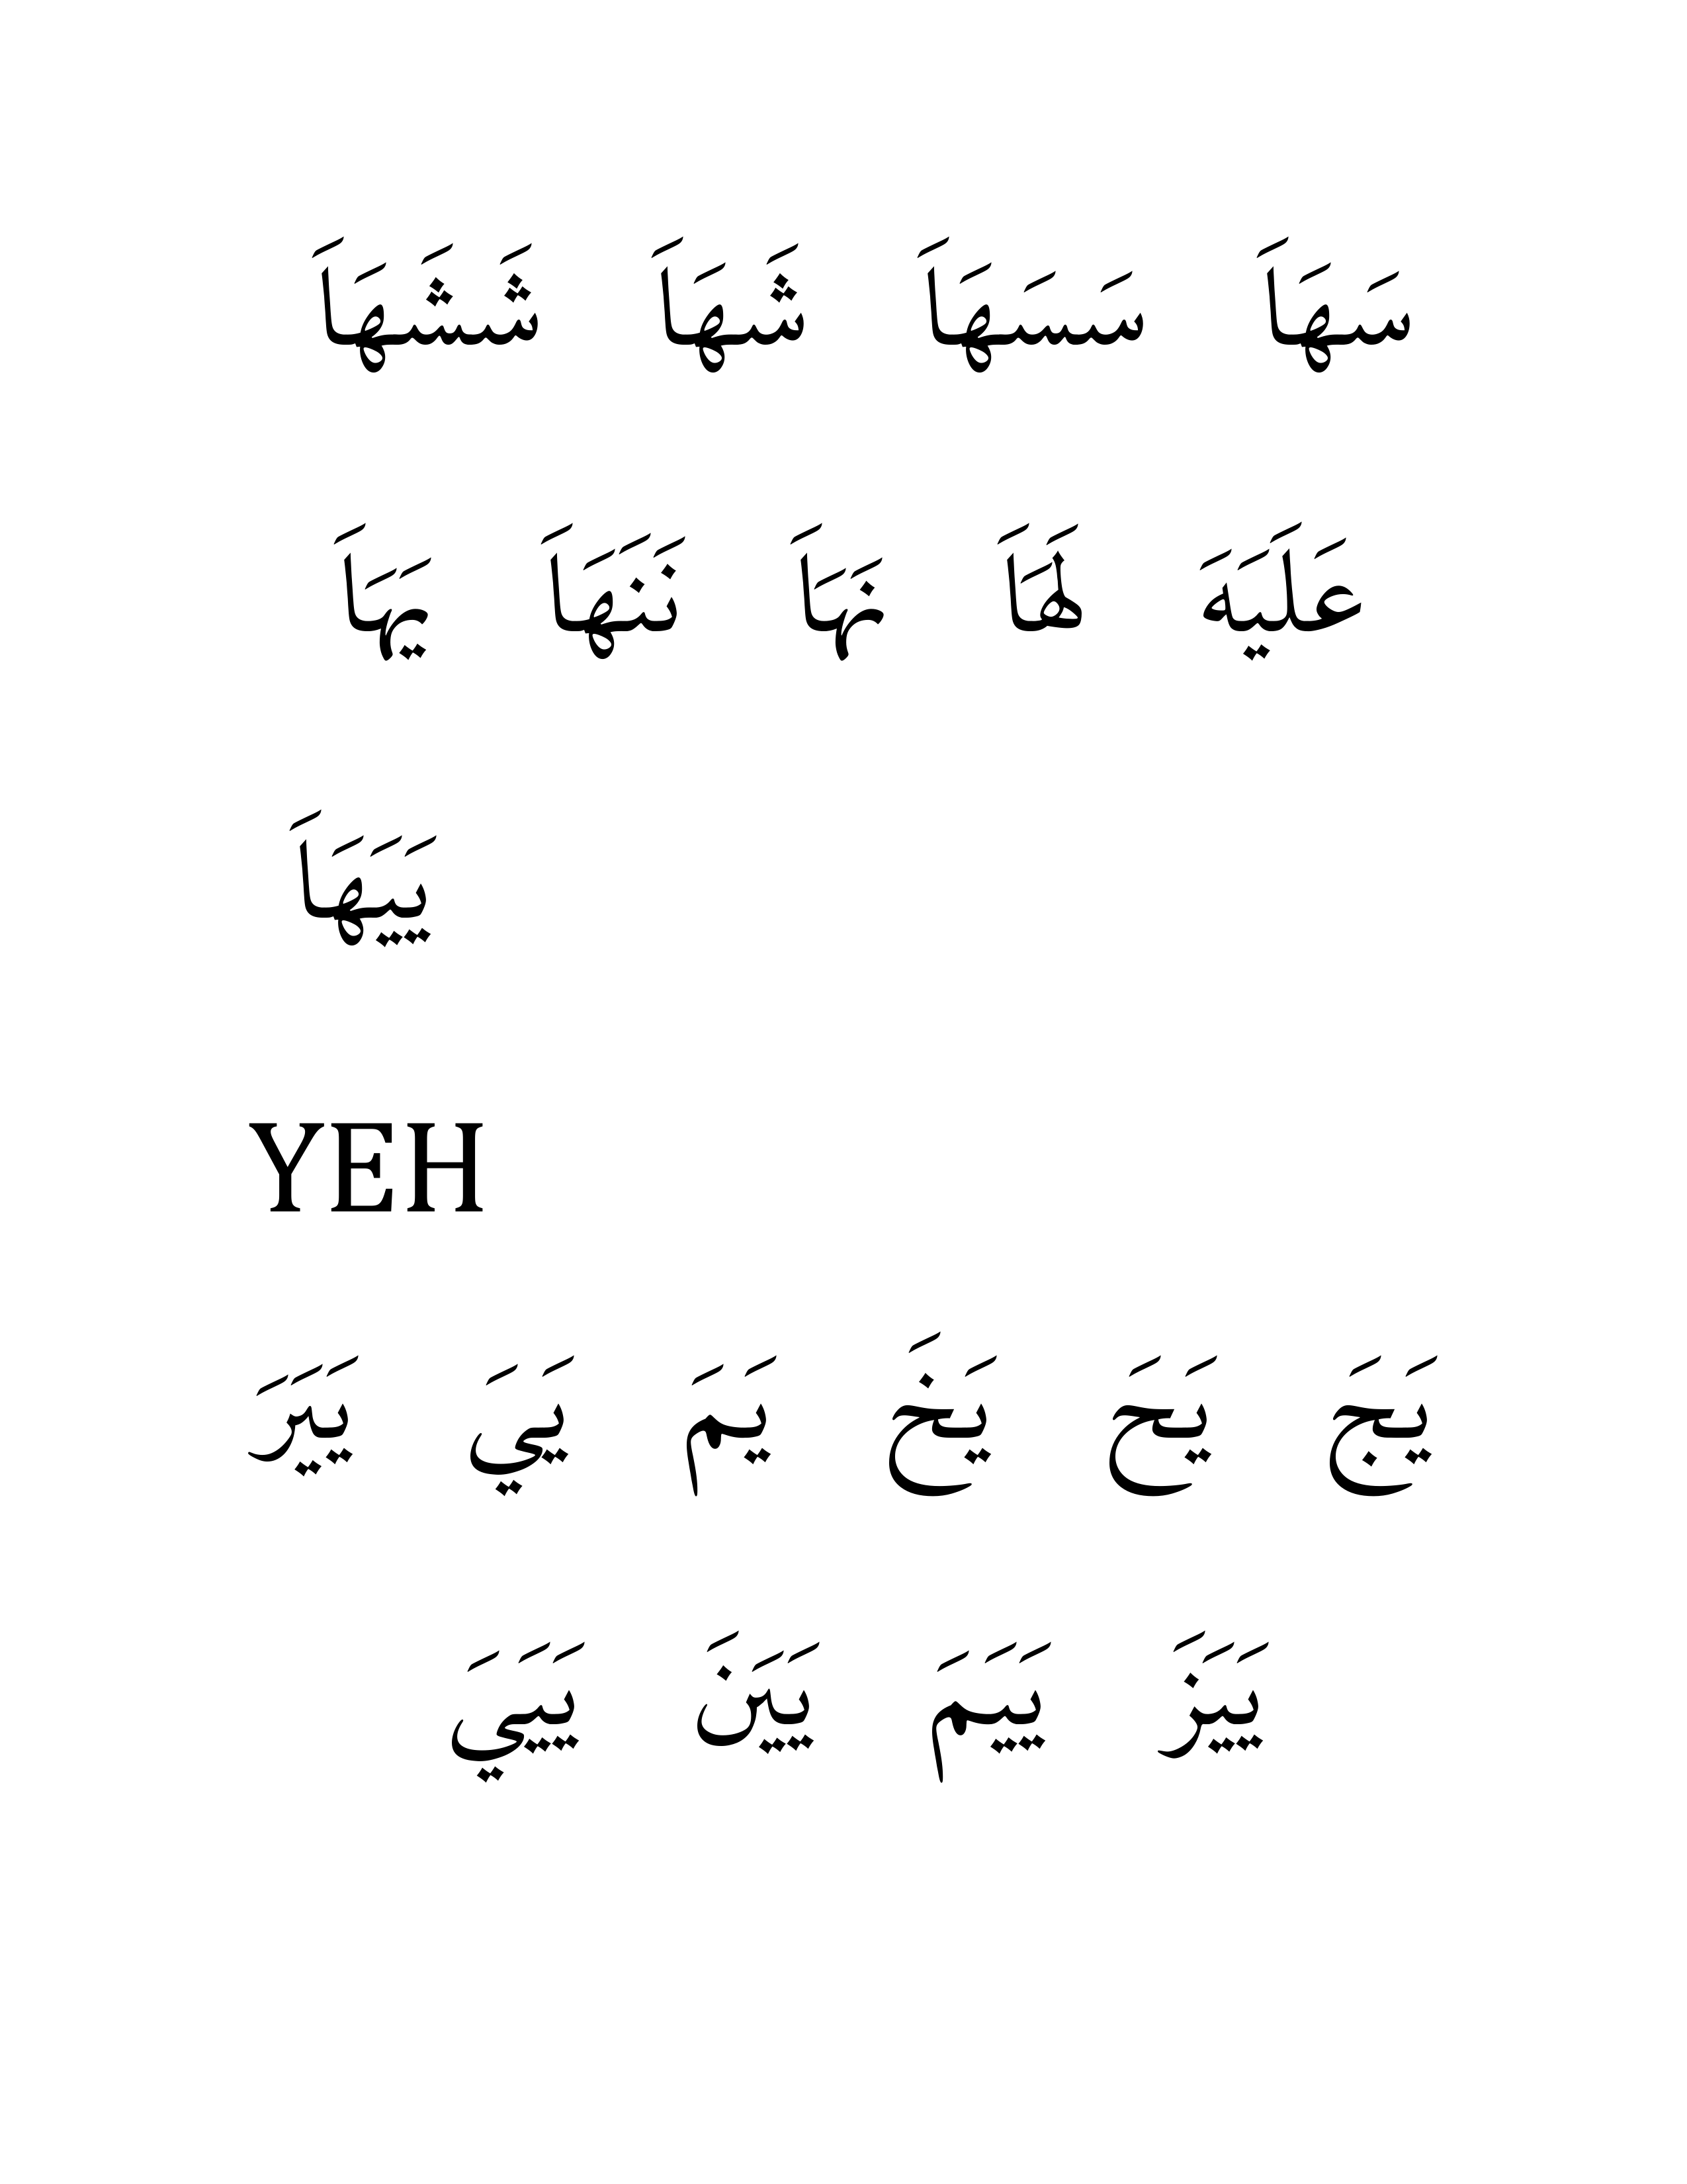 سَهَاَ سَسَهَاَ شَهَاَ شَشَهَاَ
عَلَيَهَ هَاَ نَهَاَ نَنَهَاَ يَهَاَ
يَيَهَاَ
YEH
يَجَ يَحَ يَخَ يَمَ يَيَ يَيَرَ
يَيَزَ يَيَمَ يَيَنَ يَيَيَ